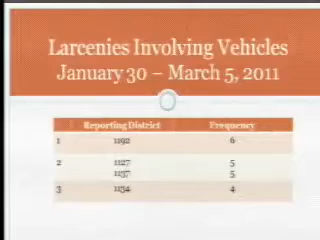 Larcenies Involving Vehicles
January 30 – March 5, 2011
Reporting District Frequency
1 1192 6
2 1127 5
1137 5
3 1134 4